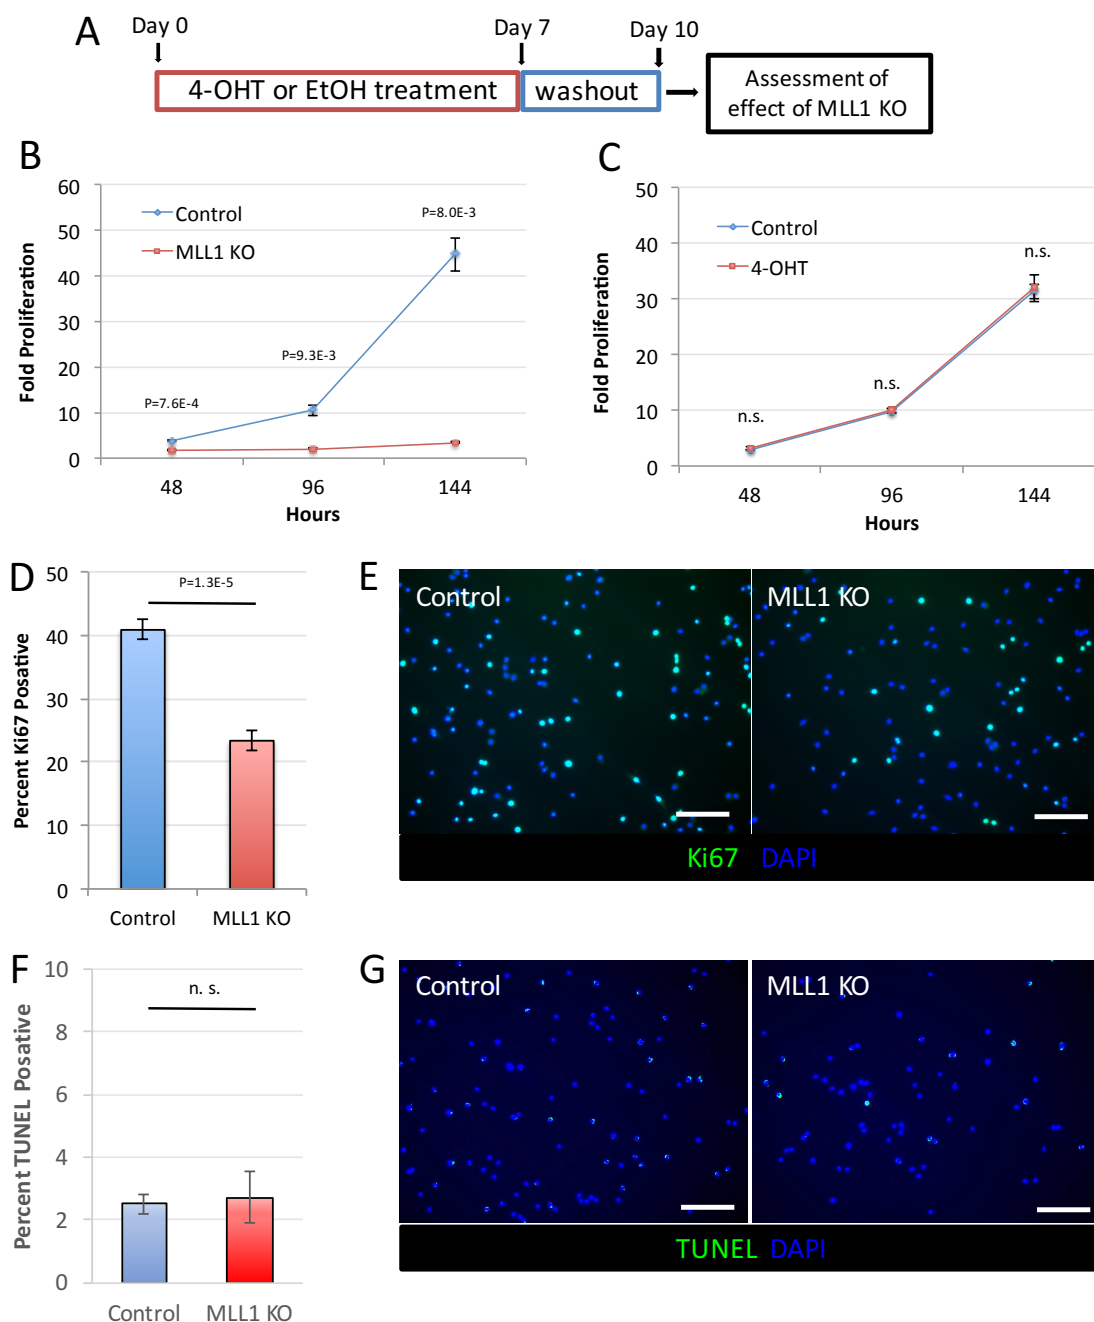 A
Day 0
Day 7
Day 10
4-OHT or EtOH treatment
washout
Assessment of
effect of MLL1 KO
B
Fold Proliferation
60
50
40
30
20
10
0
Control
MLL1 KO
P=7.6E-4
P=9.3E-3
P=8.0E-3
48
96
144
Hours
C
Fold Proliferation
50
40
30
20
10
0
Control
4-OHT
n.s.
n.s.
n.s.
48
96
144
Hours
D
Percent Ki67 Posative
50
40
30
20
10
0
P=1.3E-5
Control
MLL1 KO
E
Control
MLL1 KO
Ki67 DAPI
F
Percent TUNEL Posative
10
8
6
4
2
0
n. s.
Control
MLL1 KO
G
Control
MLL1 KO
TUNEL DAPI